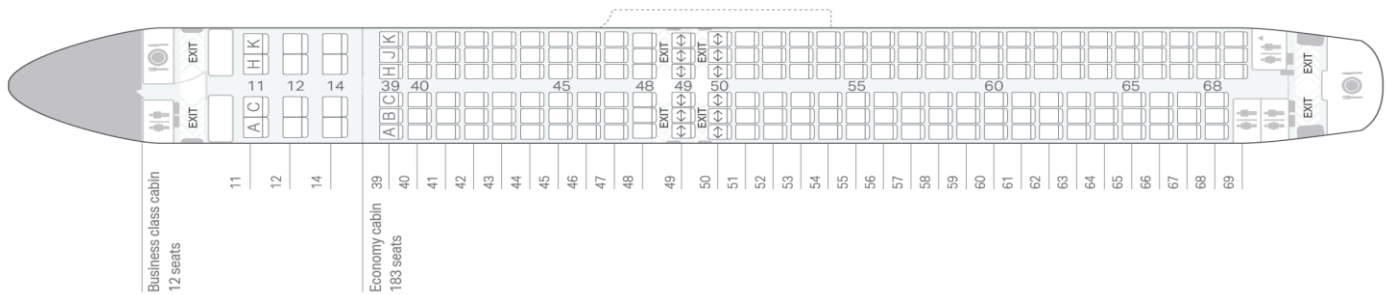 EXIT
EXIT
K
H
K
J
H
EXIT
EXIT
11
12
14
39
40
45
48
49
50
55
60
65
68
A
C
A
B
C
EXIT
EXIT
EXIT
EXIT
11
12
14
39
40
41
42
43
44
45
46
47
48
49
50
51
52
53
54
55
56
57
58
59
60
61
62
63
64
65
66
67
68
69
Business class cabin
12 seats
Economy cabin
183 seats